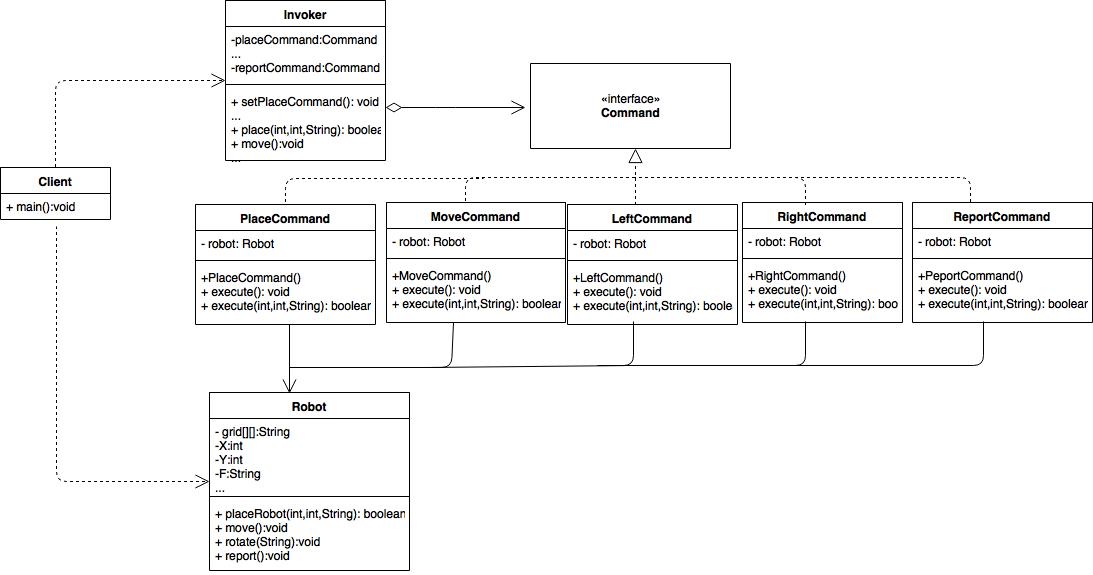 Invoker
-placeCommand:Command
...
-reportCommand:Command
+ setPlaceCommand(): void
...
+ place(int,int,String): boolea
+ move():void
...
«interface»
Command
Client
+ main():void
PlaceCommand
- robot: Robot
+PlaceCommand()
+ execute(): void
+ execute(int,int,String): boolear
MoveCommand
- robot: Robot
+MoveCommand()
+ execute(): void
+ execute(int,int,String): boolear
LeftCommand
- robot: Robot
+LeftCommand()
+ execute(): void
+ execute(int,int,String): boole
RightCommand
- robot: Robot
+RightCommand()
+ execute(): void
+ execute(int,int,String): boo
ReportCommand
- robot: Robot
+PeportCommand()
+ execute(): void
+ execute(int,int,String): boolear
Robot
- grid[][]:String
-X:int
-Y:int
-F:String
...
+ placeRobot(int,int,String): boolean
+ move():void
+ rotate(String):void
+ report():void